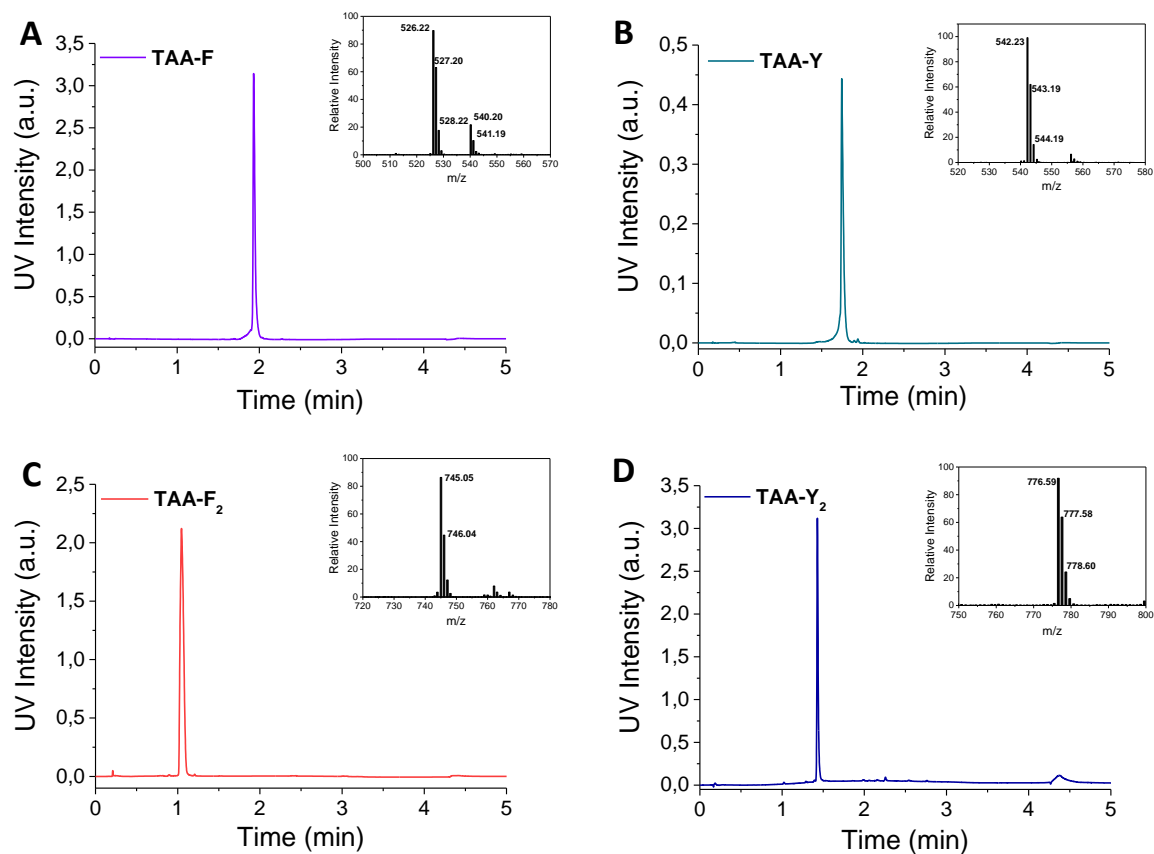 A
TAA-F
UV Intensity (a.u.)
3,5
3,0
2,5
2,0
1,5
1,0
0,5
0,0
0 1 2 3 4 5
Time (min)
Relative Intensity
100
80
60
40
20
0
526.22
527.20
528.22
540.20
541.19
500 510 520 530 540 550 560 570
m/z
B
TAA-Y
UV Intensity (a.u.)
0,5
0,4
0,3
0,2
0,1
0,0
0 1 2 3 4 5
Time (min)
Relative Intensity
100
80
60
40
20
0
542.23
543.19
544.19
520 530 540 550 560 570 580
m/z
C
TAA-F₂
UV Intensity (a.u.)
2,5
2,0
1,5
1,0
0,5
0,0
0 1 2 3 4 5
Time (min)
Relative Intensity
100
80
60
40
20
0
745.05
746.04
720 730 740 750 760 770 780
m/z
D
TAA-Y₂
UV Intensity (a.u.)
3,5
3,0
2,5
2,0
1,5
1,0
0,5
0,0
0 1 2 3 4 5
Time (min)
Relative Intensity
100
80
60
40
20
0
776.59
777.58
778.60
750 760 770 780 790 800
m/z